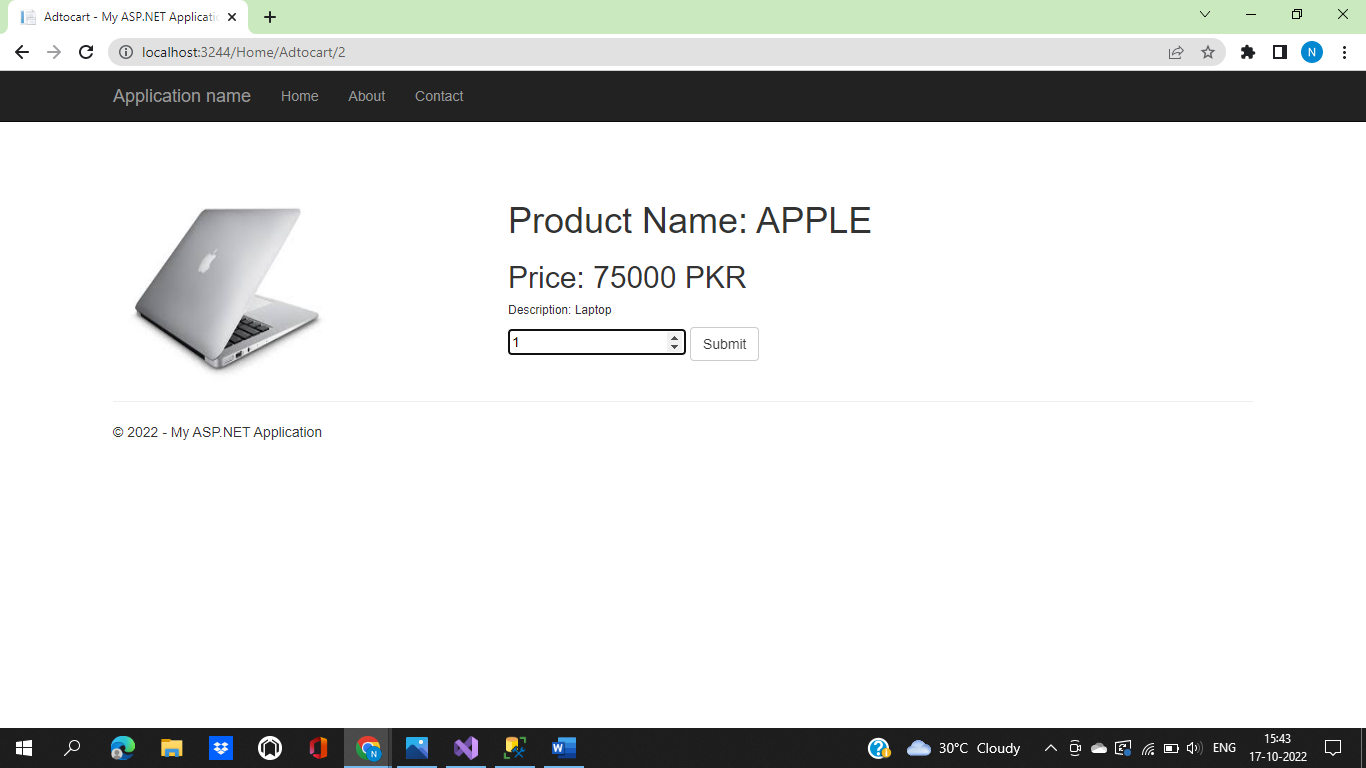 Adtocart - My ASP.NET Applicatio
localhost:3244/Home/Adtocart/2
N
Application name Home About Contact
Product Name: APPLE
Price: 75000 PKR
Description: Laptop
1 Submit
© 2022 - My ASP.NET Application
N
W
30°C Cloudy
ENG
15:43
17-10-2022